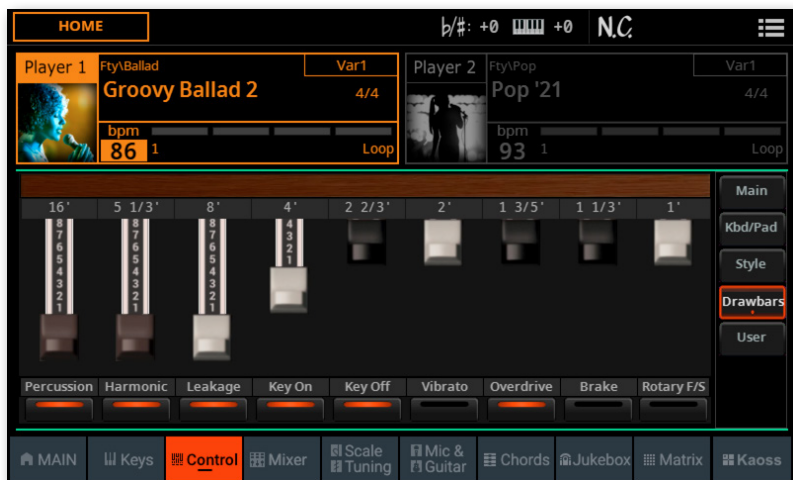 HOME
b/#: +0 +0 N.C.
Player 1 Fty\Ballad Var1
Groovy Ballad 2 4/4
bpm
86 1 Loop
Player 2 Fty\Pop Var1
Pop '21 4/4
bpm
93 1 Loop
16' 5 1/3' 8' 4' 2 2/3' 2' 1 3/5' 1 1/3' 1'
8 8 8 4
7 7 7 3
6 6 6 2
5 5 5 1
4 4 4
3 3 3
2 2 2
1 1 1
Percussion Harmonic Leakage Key On Key Off Vibrato Overdrive Brake Rotary F/S
Main
Kbd/Pad
Style
Drawbars
User
MAIN Keys Control Mixer Scale Tuning Mic & Guitar Chords Jukebox Matrix Kaoss